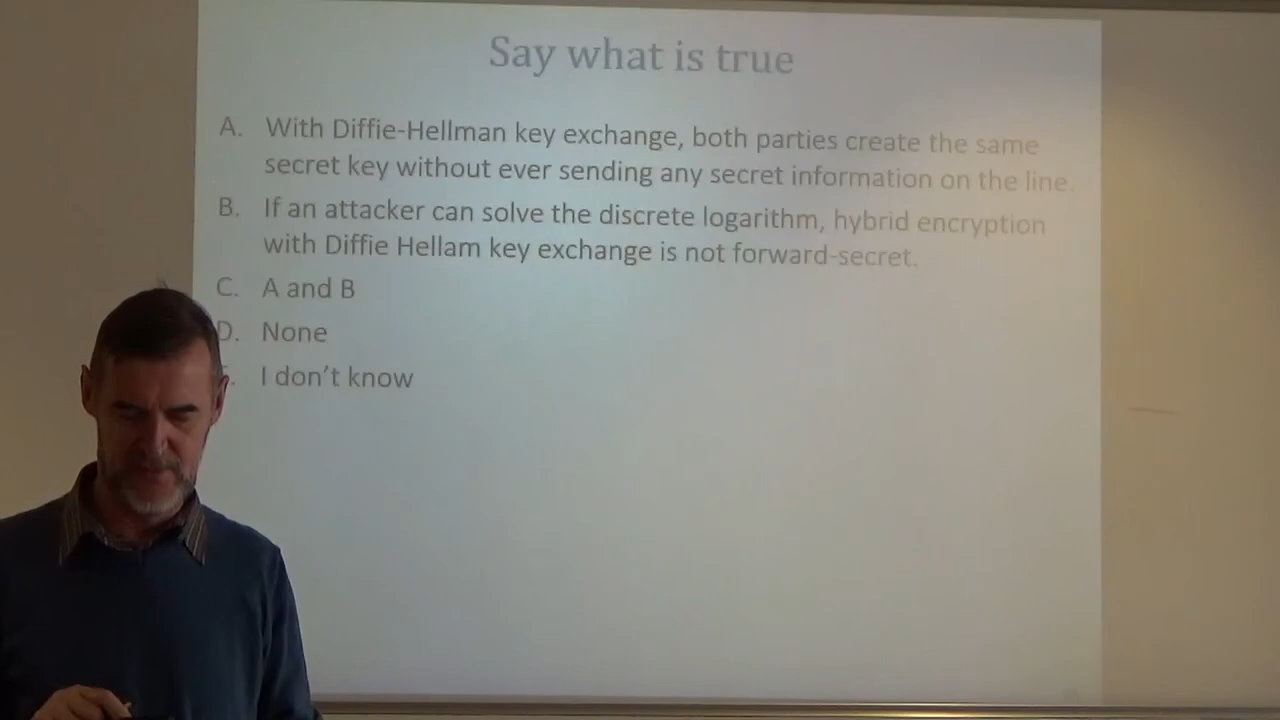 Say what is true
A. With Diffie-Hellman key exchange, both parties create the same
secret key without ever sending any secret information on the line.
B. If an attacker can solve the discrete logarithm, hybrid encryption
with Diffie Hellam key exchange is not forward-secret.
C. A and B
D. None
I don't know